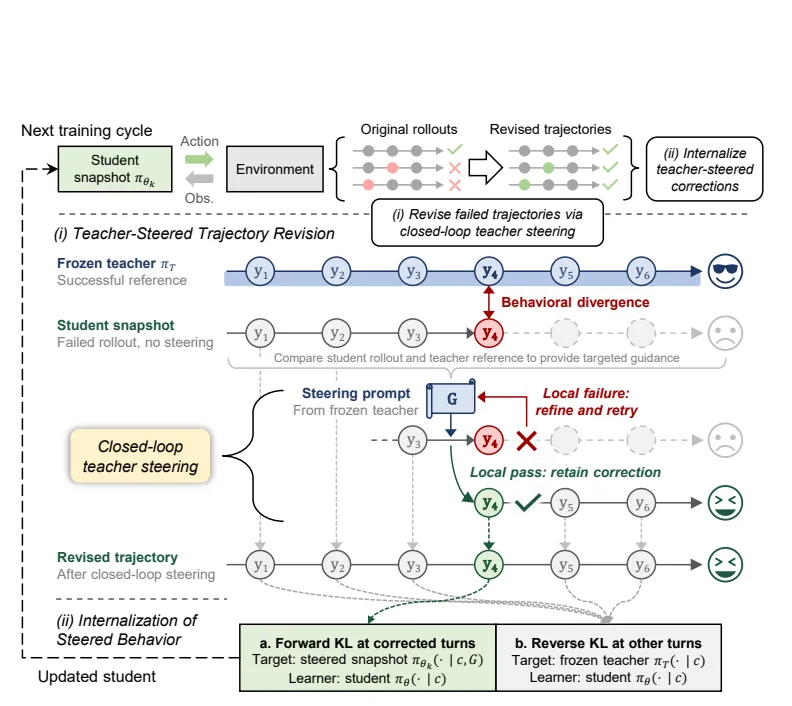 Next training cycle
Student
snapshot π_θk
Action
Obs.
Environment
Original rollouts
Revised trajectories
(ii) Internalize
teacher-steered
corrections
(i) Revise failed trajectories via
closed-loop teacher steering
(i) Teacher-Steered Trajectory Revision
Frozen teacher π_T
Successful reference
y₁ y₂ y₃ y₄ y₅ y₆
Behavioral divergence
Student snapshot
Failed rollout, no steering
y₁ y₂ y₃ y₄
Compare student rollout and teacher reference to provide targeted guidance
Steering prompt
From frozen teacher
G
Local failure:
refine and retry
y₃ y₄
Closed-loop
teacher steering
Local pass: retain correction
y₄ y₅ y₆
Revised trajectory
After closed-loop steering
y₁ y₂ y₃ y₄ y₅ y₆
(ii) Internalization of
Steered Behavior
a. Forward KL at corrected turns
Target: steered snapshot π_θk(· | c, G)
Learner: student π_θ(· | c)
b. Reverse KL at other turns
Target: frozen teacher π_T(· | c)
Learner: student π_θ(· | c)
Updated student